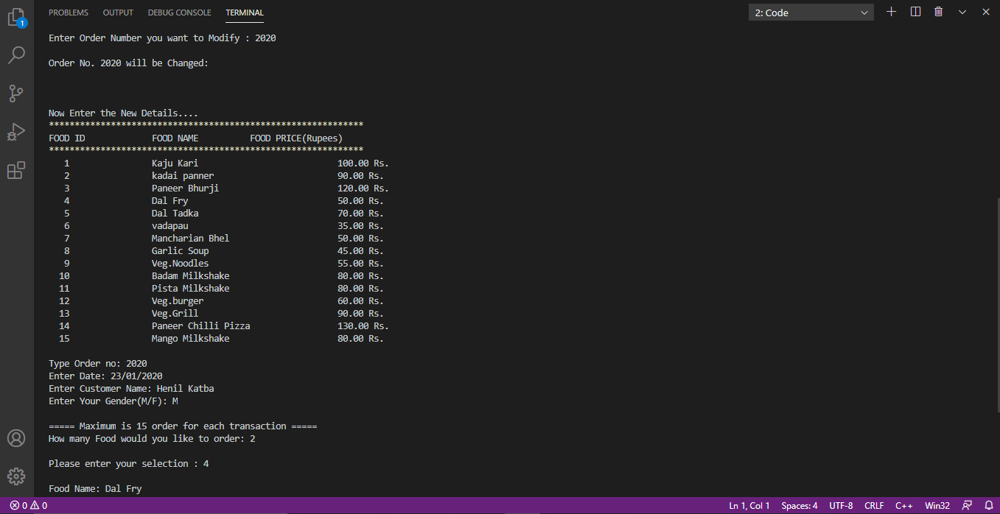 PROBLEMS OUTPUT DEBUG CONSOLE TERMINAL 2: Code
1
Enter Order Number you want to Modify : 2020
Order No. 2020 will be Changed:
Now Enter the New Details....
*************************************************************
FOOD ID FOOD NAME FOOD PRICE(Rupees)
*************************************************************
1 Kaju Kari 100.00 Rs.
2 kadai panner 90.00 Rs.
3 Paneer Bhurji 120.00 Rs.
4 Dal Fry 50.00 Rs.
5 Dal Tadka 70.00 Rs.
6 vadapau 35.00 Rs.
7 Mancharian Bhel 50.00 Rs.
8 Garlic Soup 45.00 Rs.
9 Veg.Noodles 55.00 Rs.
10 Badam Milkshake 80.00 Rs.
11 Pista Milkshake 80.00 Rs.
12 Veg.burger 60.00 Rs.
13 Veg.Grill 90.00 Rs.
14 Paneer Chilli Pizza 130.00 Rs.
15 Mango Milkshake 80.00 Rs.
Type Order no: 2020
Enter Date: 23/01/2020
Enter Customer Name: Henil Katba
Enter Your Gender(M/F): M
===== Maximum is 15 order for each transaction =====
How many Food would you like to order: 2
Please enter your selection : 4
Food Name: Dal Fry
0 0 Ln 1, Col 1 Spaces: 4 UTF-8 CRLF C++ Win32